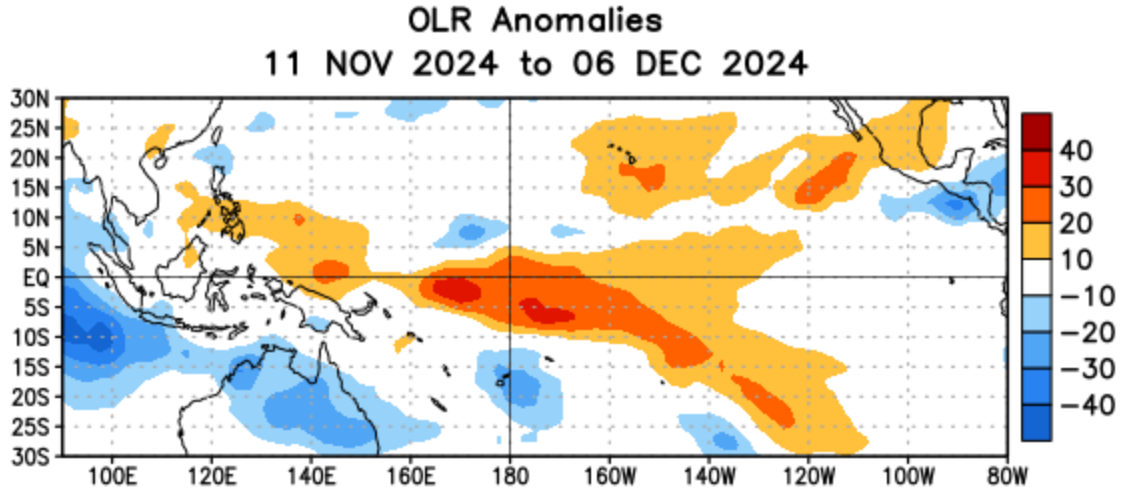 OLR Anomalies
11 NOV 2024 to 06 DEC 2024
30N
25N
20N
15N
10N
5N
EQ
5S
10S
15S
20S
25S
30S
100E 120E 140E 160E 180 160W 140W 120W 100W 80W
40
30
20
10
−10
−20
−30
−40